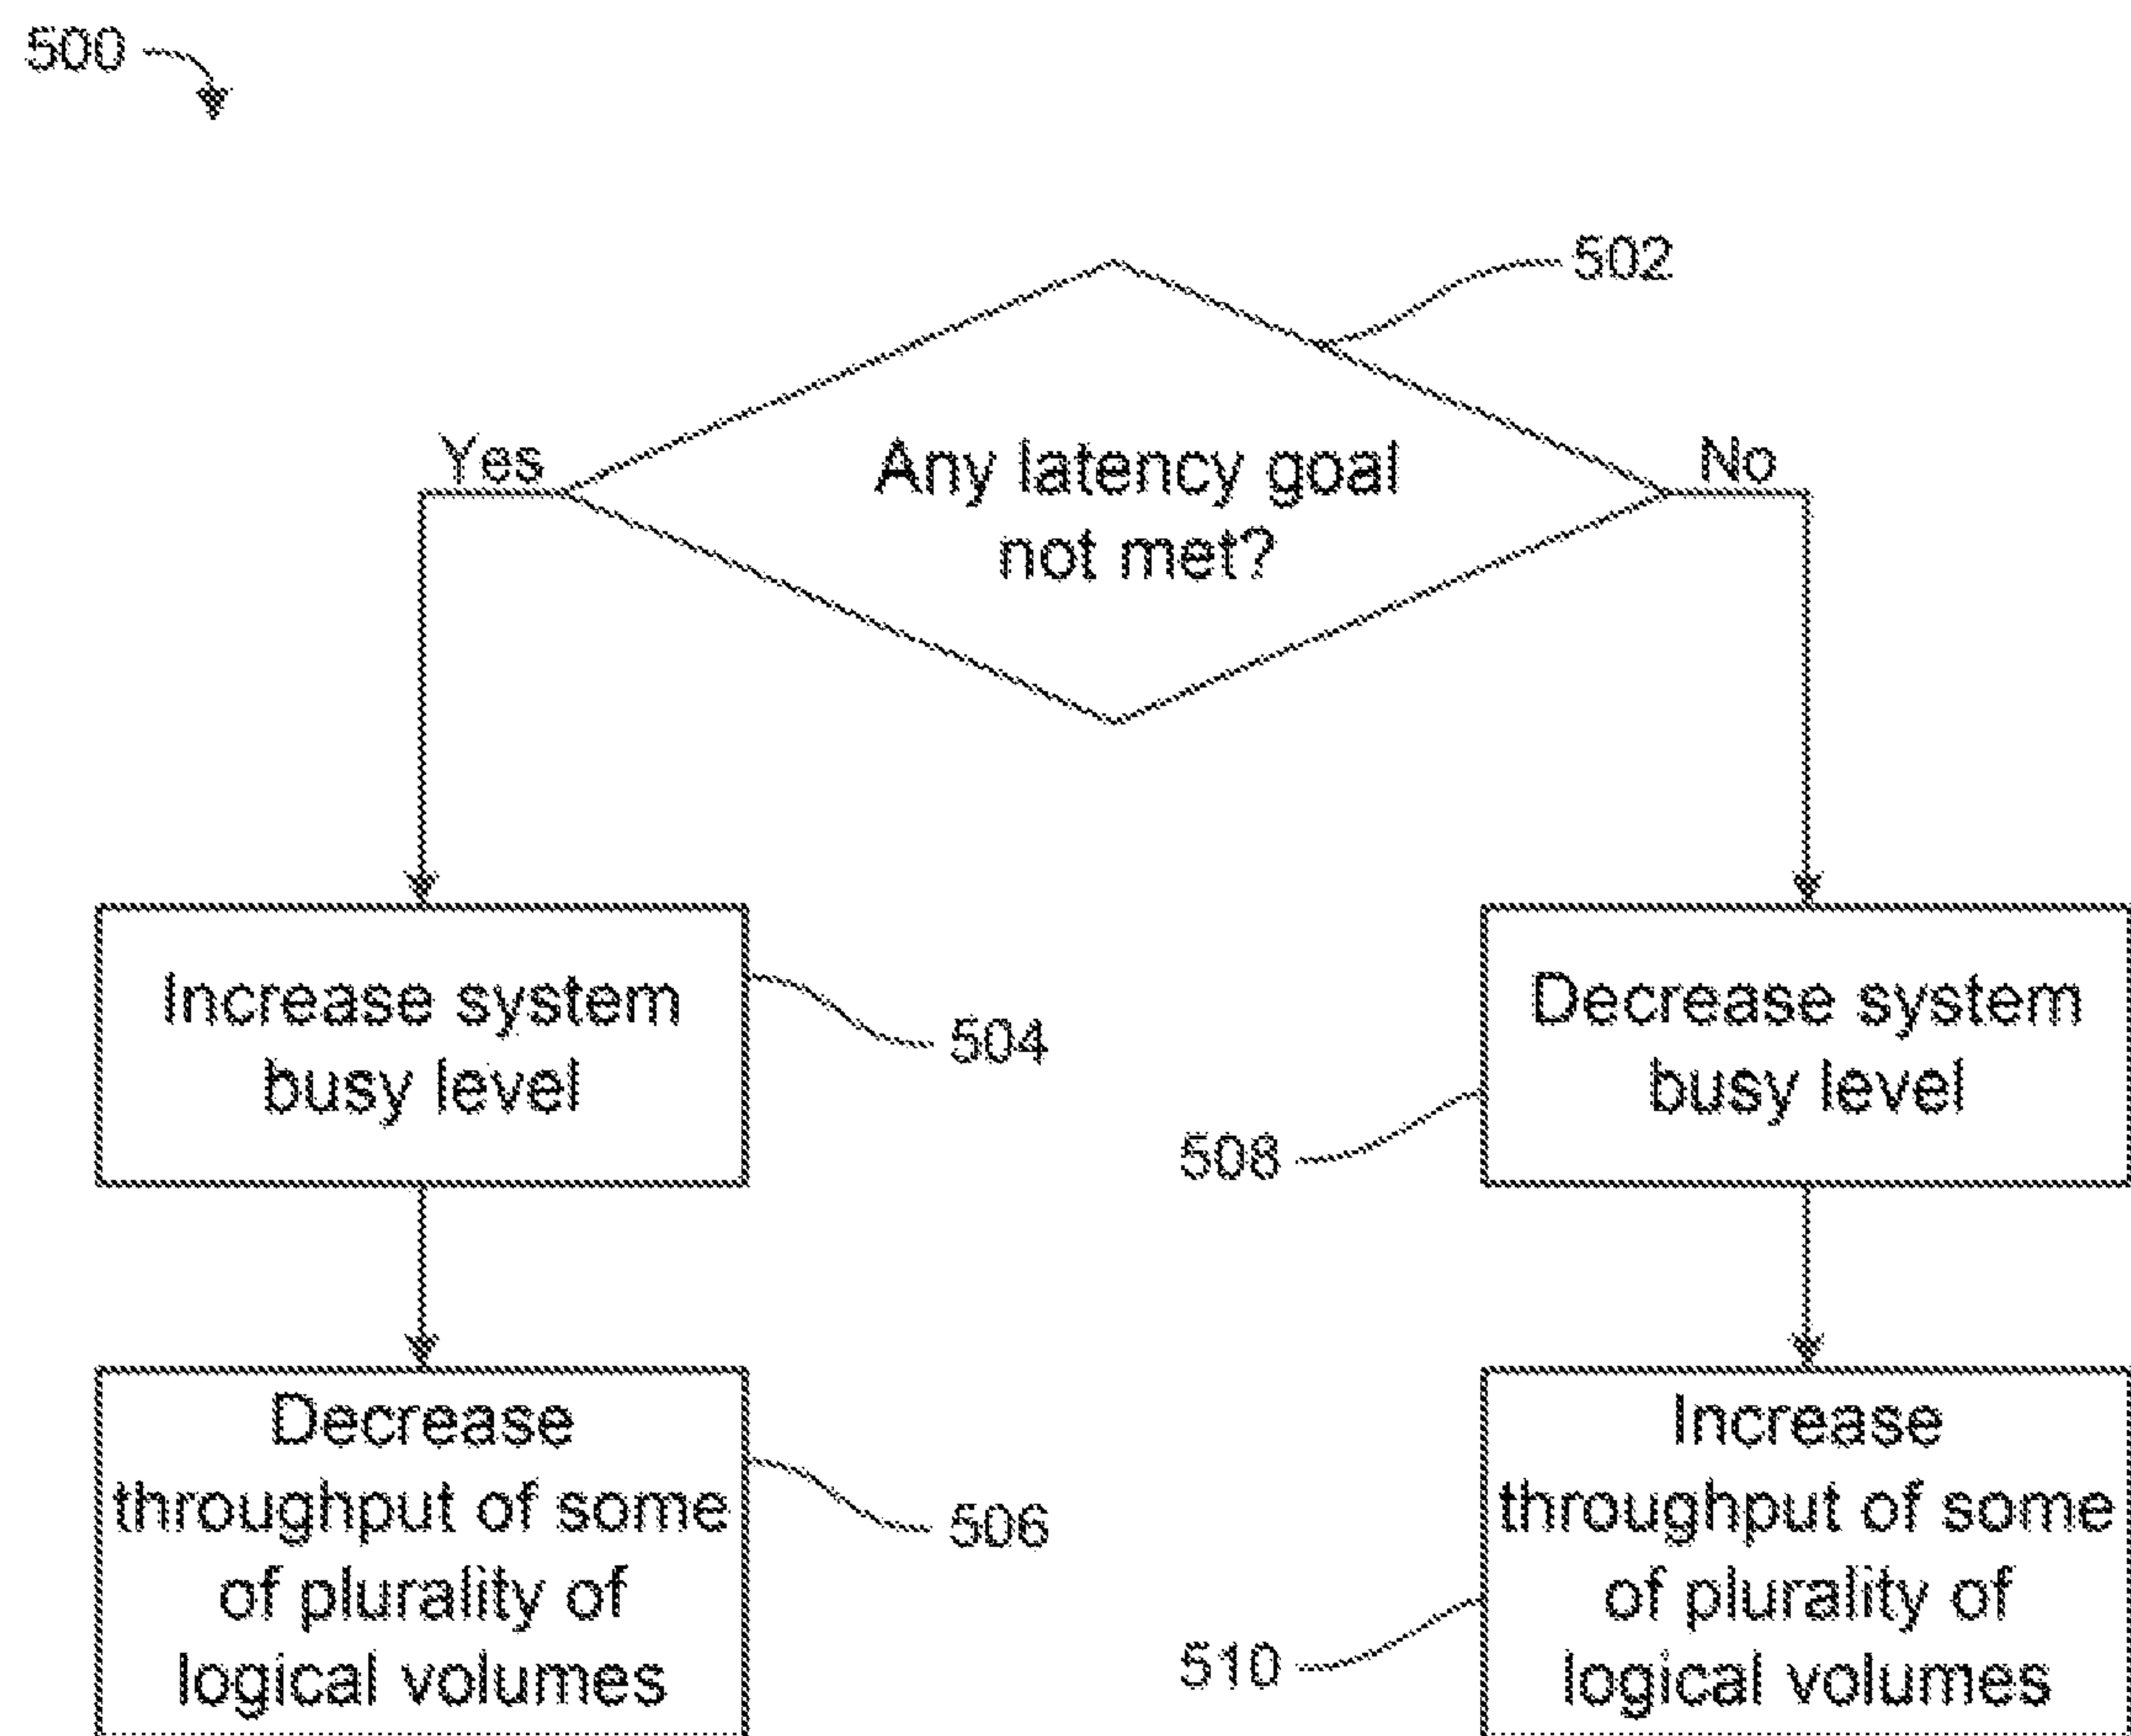 500
502
Yes
No
Any latency goal
not met?
Increase system
busy level
504
Decrease system
busy level
508
Decrease
throughput of some
of plurality of
logical volumes
506
Increase
throughput of some
of plurality of
logical volumes
510